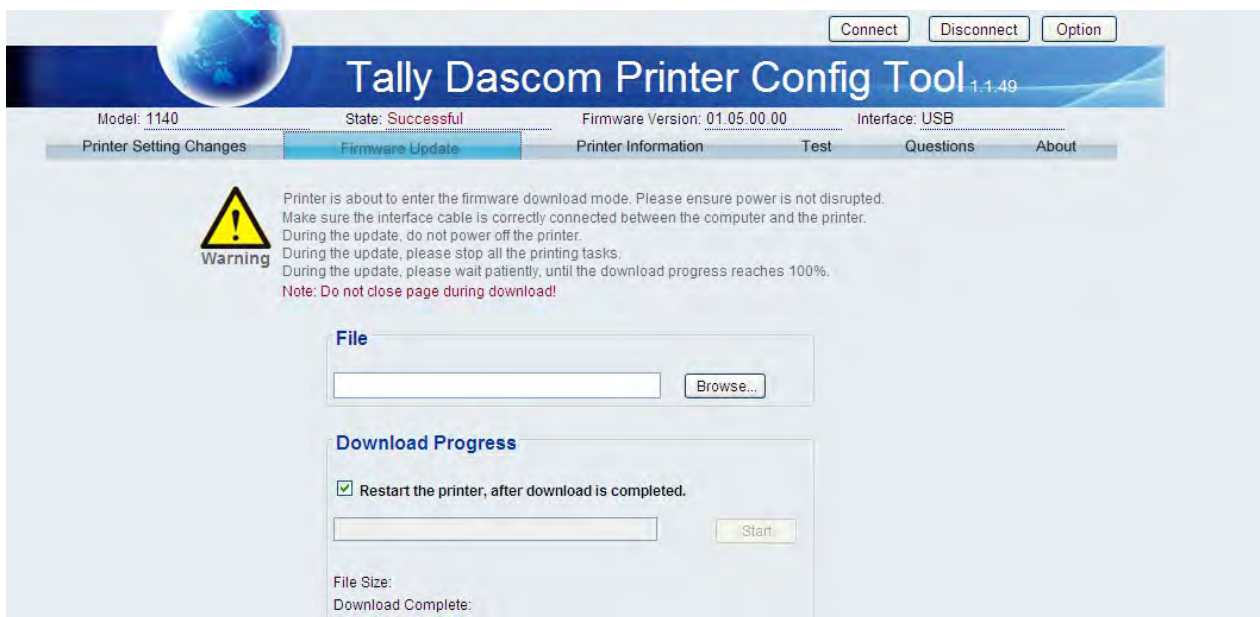 Connect Disconnect Option
Tally Dascom Printer Config Tool 1.1.49
Model: 1140 State: Successful Firmware Version: 01.05.00.00 Interface: USB
Printer Setting Changes Firmware Update Printer Information Test Questions About
Printer is about to enter the firmware download mode. Please ensure power is not disrupted.
Make sure the interface cable is correctly connected between the computer and the printer.
During the update, do not power off the printer.
During the update, please stop all the printing tasks.
Warning
During the update, please wait patiently, until the download progress reaches 100%.
Note: Do not close page during download!
File
Browse...
Download Progress
Restart the printer, after download is completed.
Start
File Size:
Download Complete: